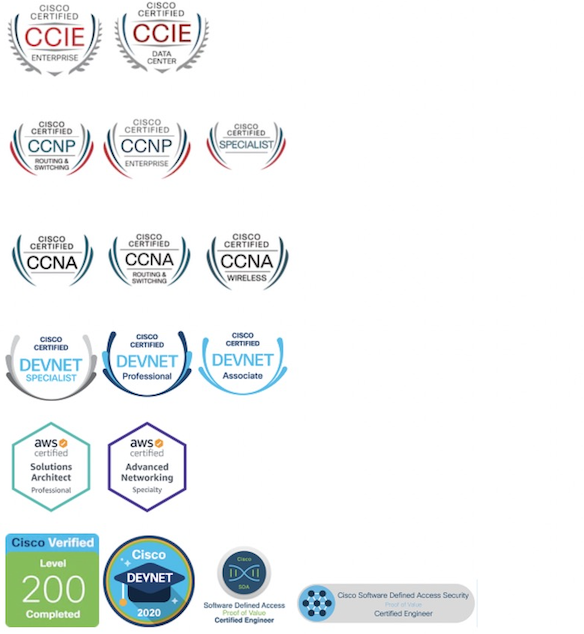 CISCO
CERTIFIED
CCIE
ENTERPRISE
CISCO
CERTIFIED
CCIE
DATA
CENTER
CISCO
CERTIFIED
CCNP
ROUTING &
SWITCHING
CISCO
CERTIFIED
CCNP
ENTERPRISE
CISCO
CERTIFIED
SPECIALIST
CISCO
CERTIFIED
CCNA
CISCO
CERTIFIED
CCNA
ROUTING &
SWITCHING
CISCO
CERTIFIED
CCNA
WIRELESS
CISCO
CERTIFIED
DEVNET
SPECIALIST
CISCO
CERTIFIED
DEVNET
Professional
CISCO
CERTIFIED
DEVNET
Associate
aws
certified
Solutions
Architect
Professional
aws
certified
Advanced
Networking
Specialty
Cisco Verified
Level
200
Completed
Cisco
DEVNET
2020
Cisco
SDA
Software Defined Access
Proof of Value
Certified Engineer
Cisco Software Defined Access Security
Proof of Value
Certified Engineer